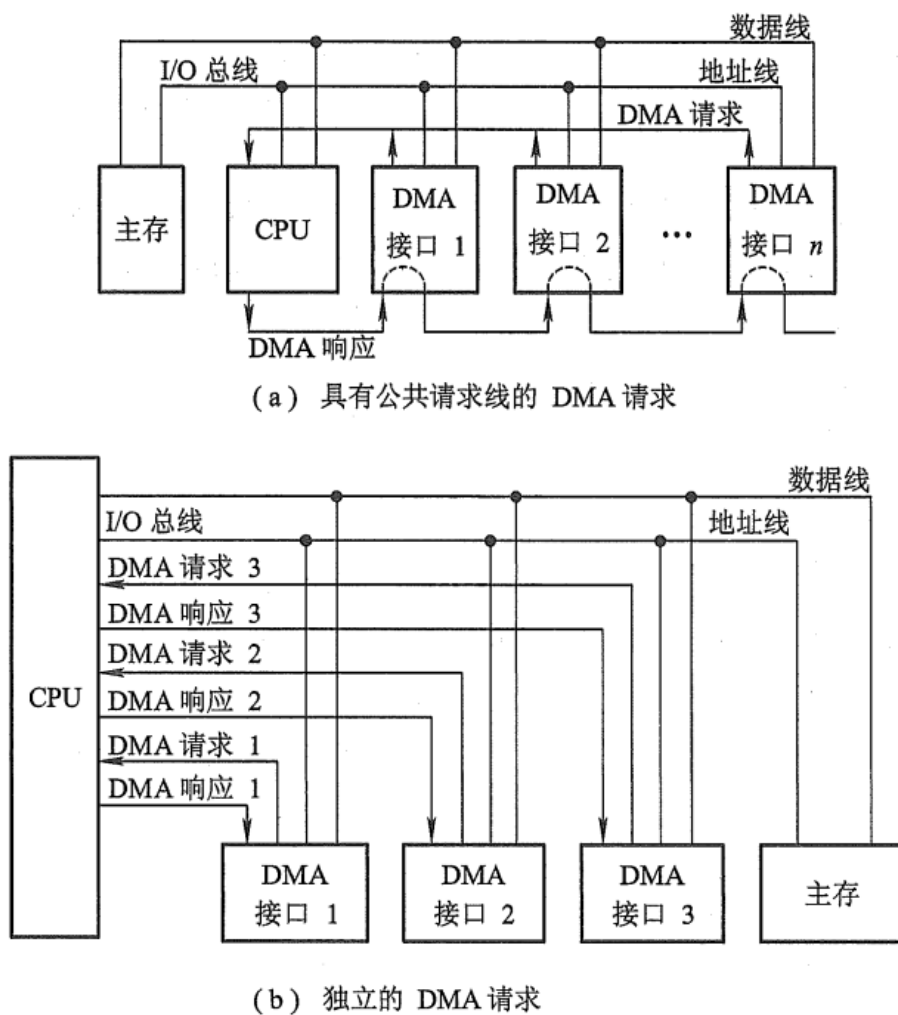 数据线
I/O 总线
地址线
DMA 请求
主存
CPU
DMA
接口 1
DMA
接口 2
···
DMA
接口 n
DMA 响应
( a ) 具有公共请求线的 DMA 请求
数据线
I/O 总线
地址线
DMA 请求 3
DMA 响应 3
DMA 请求 2
CPU
DMA 响应 2
DMA 请求 1
DMA 响应 1
DMA
接口 1
DMA
接口 2
DMA
接口 3
主存
( b ) 独立的 DMA 请求